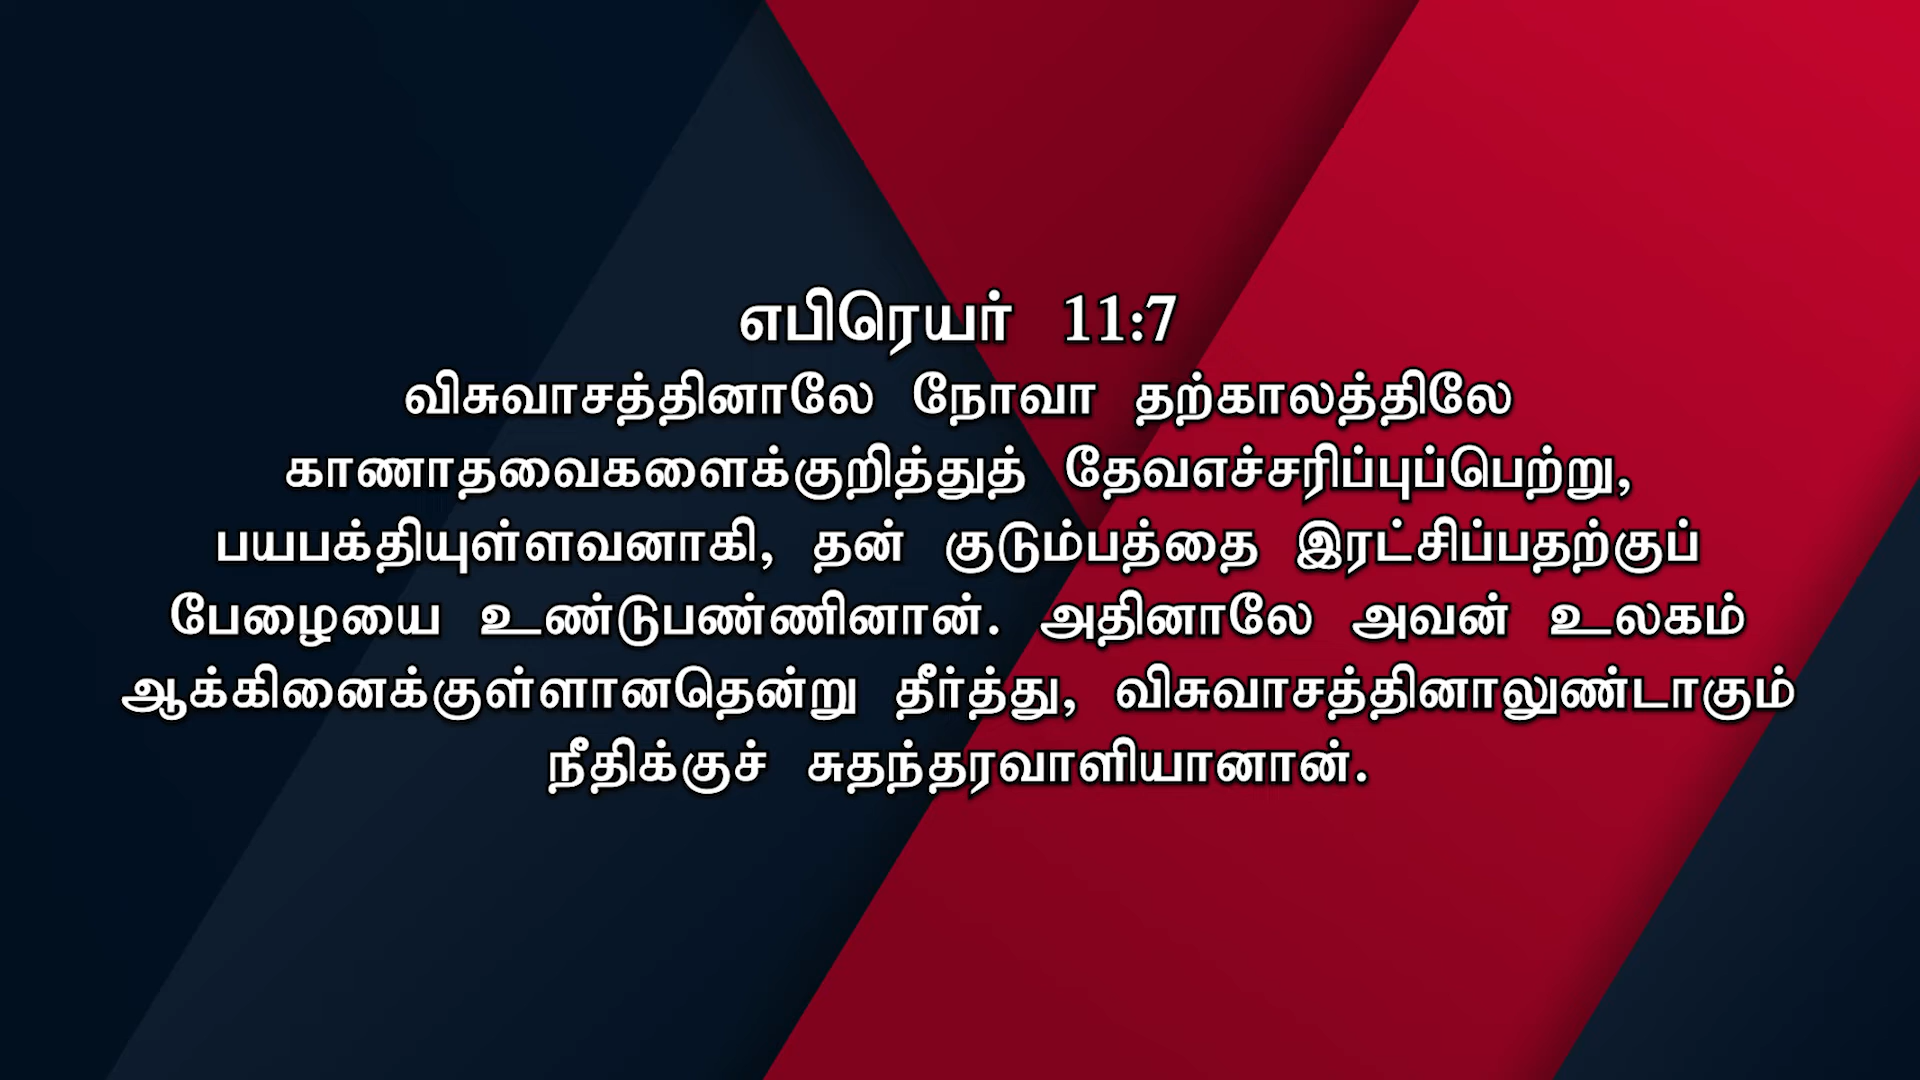 எபிரெயர் 11:7
விசுவாசத்தினாலே நோவா தற்காலத்திலே
காணாதவைகளைக்குறித்துத் தேவஎச்சரிப்புப்பெற்று,
பயபக்தியுள்ளவனாகி, தன் குடும்பத்தை இரட்சிப்பதற்குப்
பேழையை உண்டுபண்ணினான். அதினாலே அவன் உலகம்
ஆக்கினைக்குள்ளானதென்று தீர்த்து, விசுவாசத்தினாலுண்டாகும்
நீதிக்குச் சுதந்தரவாளியானான்.